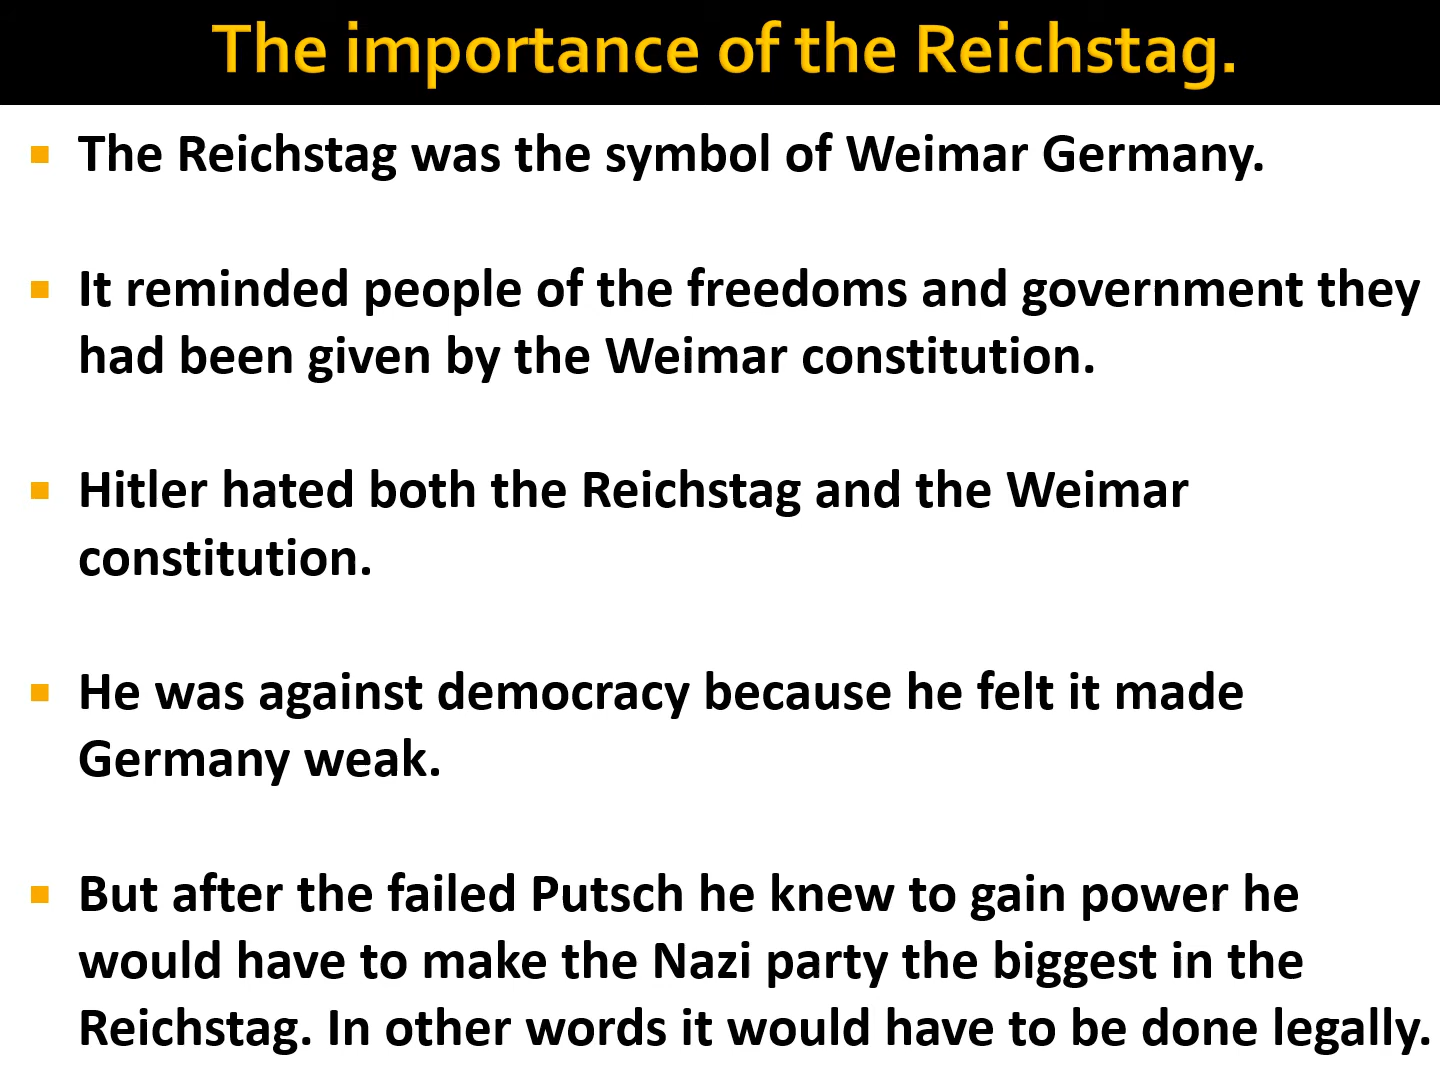 The importance of the Reichstag.
The Reichstag was the symbol of Weimar Germany.
It reminded people of the freedoms and government they
had been given by the Weimar constitution.
Hitler hated both the Reichstag and the Weimar
constitution.
He was against democracy because he felt it made
Germany weak.
But after the failed Putsch he knew to gain power he
would have to make the Nazi party the biggest in the
Reichstag. In other words it would have to be done legally.